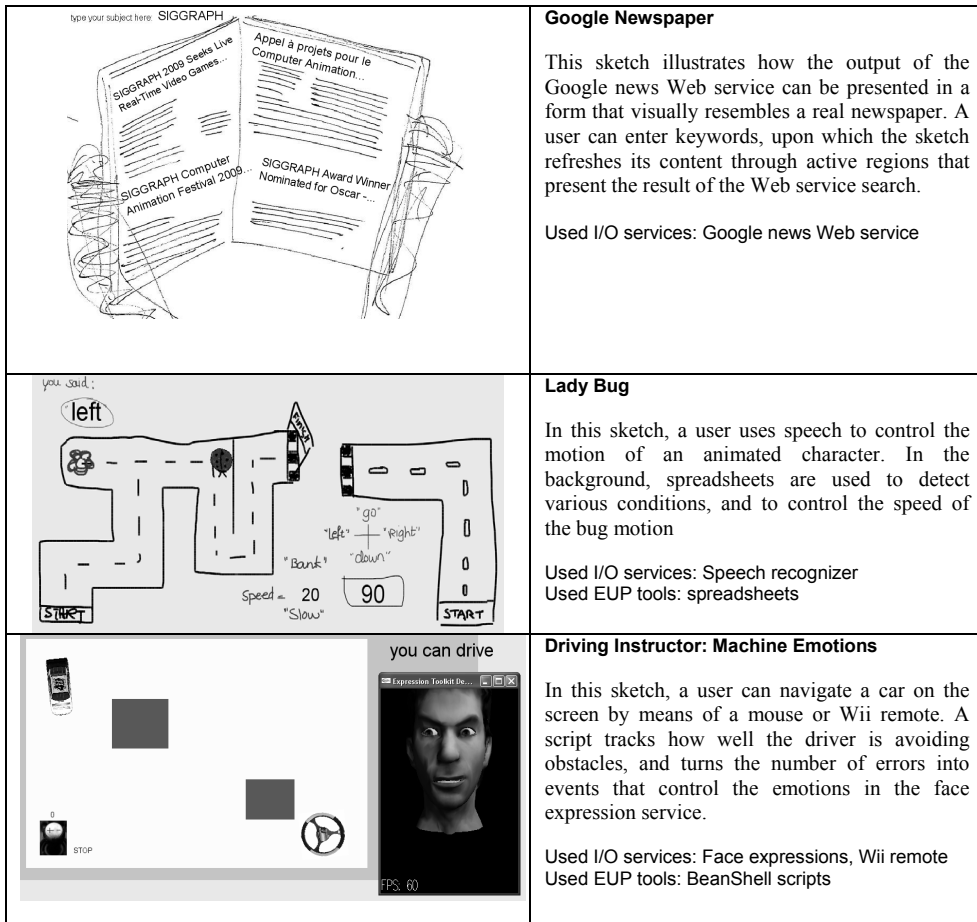 type your subject here: SIGGRAPH
SIGGRAPH 2009 Seeks Live
Real-Time Video Games...
Appel à projets pour le
Computer Animation...
SIGGRAPH Computer
Animation Festival 2009...
SIGGRAPH Award Winner
Nominated for Oscar -...
Google Newspaper
This sketch illustrates how the output of the
Google news Web service can be presented in a
form that visually resembles a real newspaper. A
user can enter keywords, upon which the sketch
refreshes its content through active regions that
present the result of the Web service search.
Used I/O services: Google news Web service
you said:
"left"
FINISH
"go"
"left" "Right"
"down"
"Bank"
Speed = 20 90
"Slow"
START
START
Lady Bug
In this sketch, a user uses speech to control the
motion of an animated character. In the
background, spreadsheets are used to detect
various conditions, and to control the speed of
the bug motion
Used I/O services: Speech recognizer
Used EUP tools: spreadsheets
you can drive
Expression Toolkit De...
0
STOP
FPS: 60
Driving Instructor: Machine Emotions
In this sketch, a user can navigate a car on the
screen by means of a mouse or Wii remote. A
script tracks how well the driver is avoiding
obstacles, and turns the number of errors into
events that control the emotions in the face
expression service.
Used I/O services: Face expressions, Wii remote
Used EUP tools: BeanShell scripts